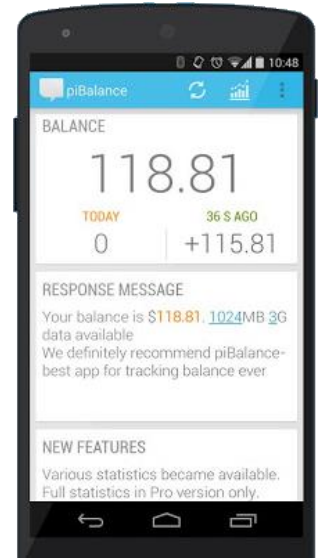 10:48
piBalance
BALANCE
118.81
TODAY
36 S AGO
0
+115.81
RESPONSE MESSAGE
Your balance is $118.81. 1024MB 3G
data available
We definitely recommend piBalance-
best app for tracking balance ever
NEW FEATURES
Various statistics became available.
Full statistics in Pro version only.